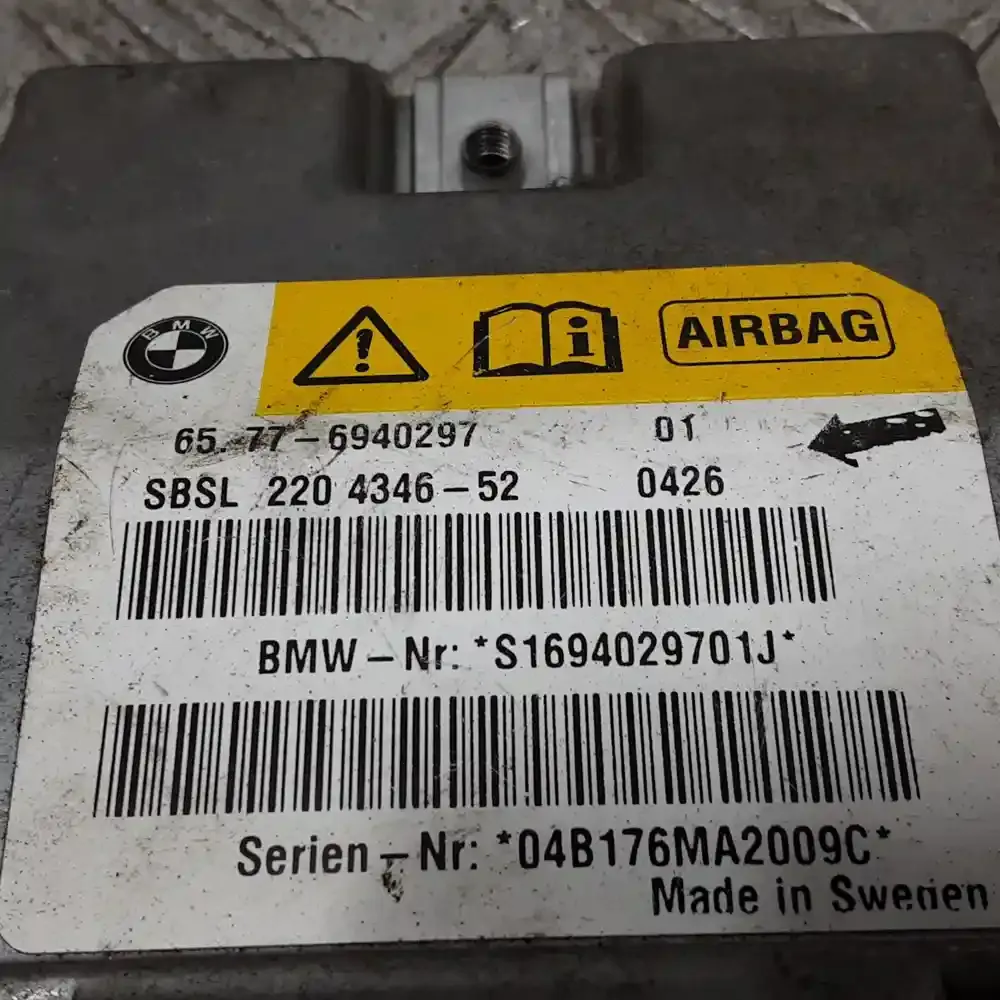 BMW
AIRBAG
65.77-6940297 01
SBSL 220 4346-52 0426
BMW-Nr: *S1694029701J*
Serien-Nr: *04B176MA2009C*
Made in Sweden